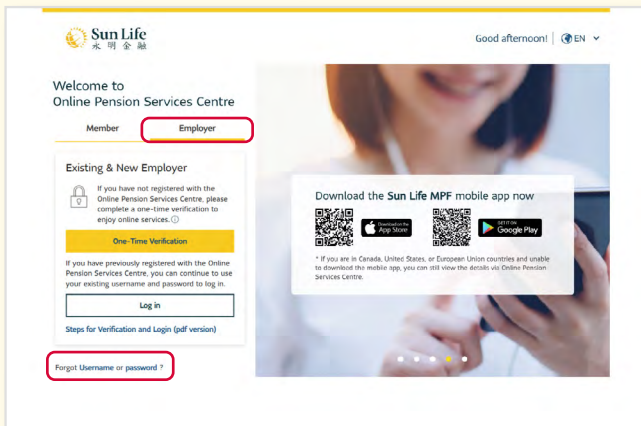 Sun Life
永明金融
Good afternoon!
EN
Welcome to
Online Pension Services Centre
Member
Employer
Existing & New Employer
If you have not registered with the
Online Pension Services Centre, please
complete a one-time verification to
enjoy online services.
One-Time Verification
If you have previously registered with the Online
Pension Services Centre, you can continue to use
your existing username and password to log in.
Log in
Steps for Verification and Login (pdf version)
Forgot Username or password ?
Download the Sun Life MPF mobile app now
Download on the
App Store
GET IT ON
Google Play
* If you are in Canada, United States, or European Union countries and unable
to download the mobile app, you can still view the details via Online Pension
Services Centre.